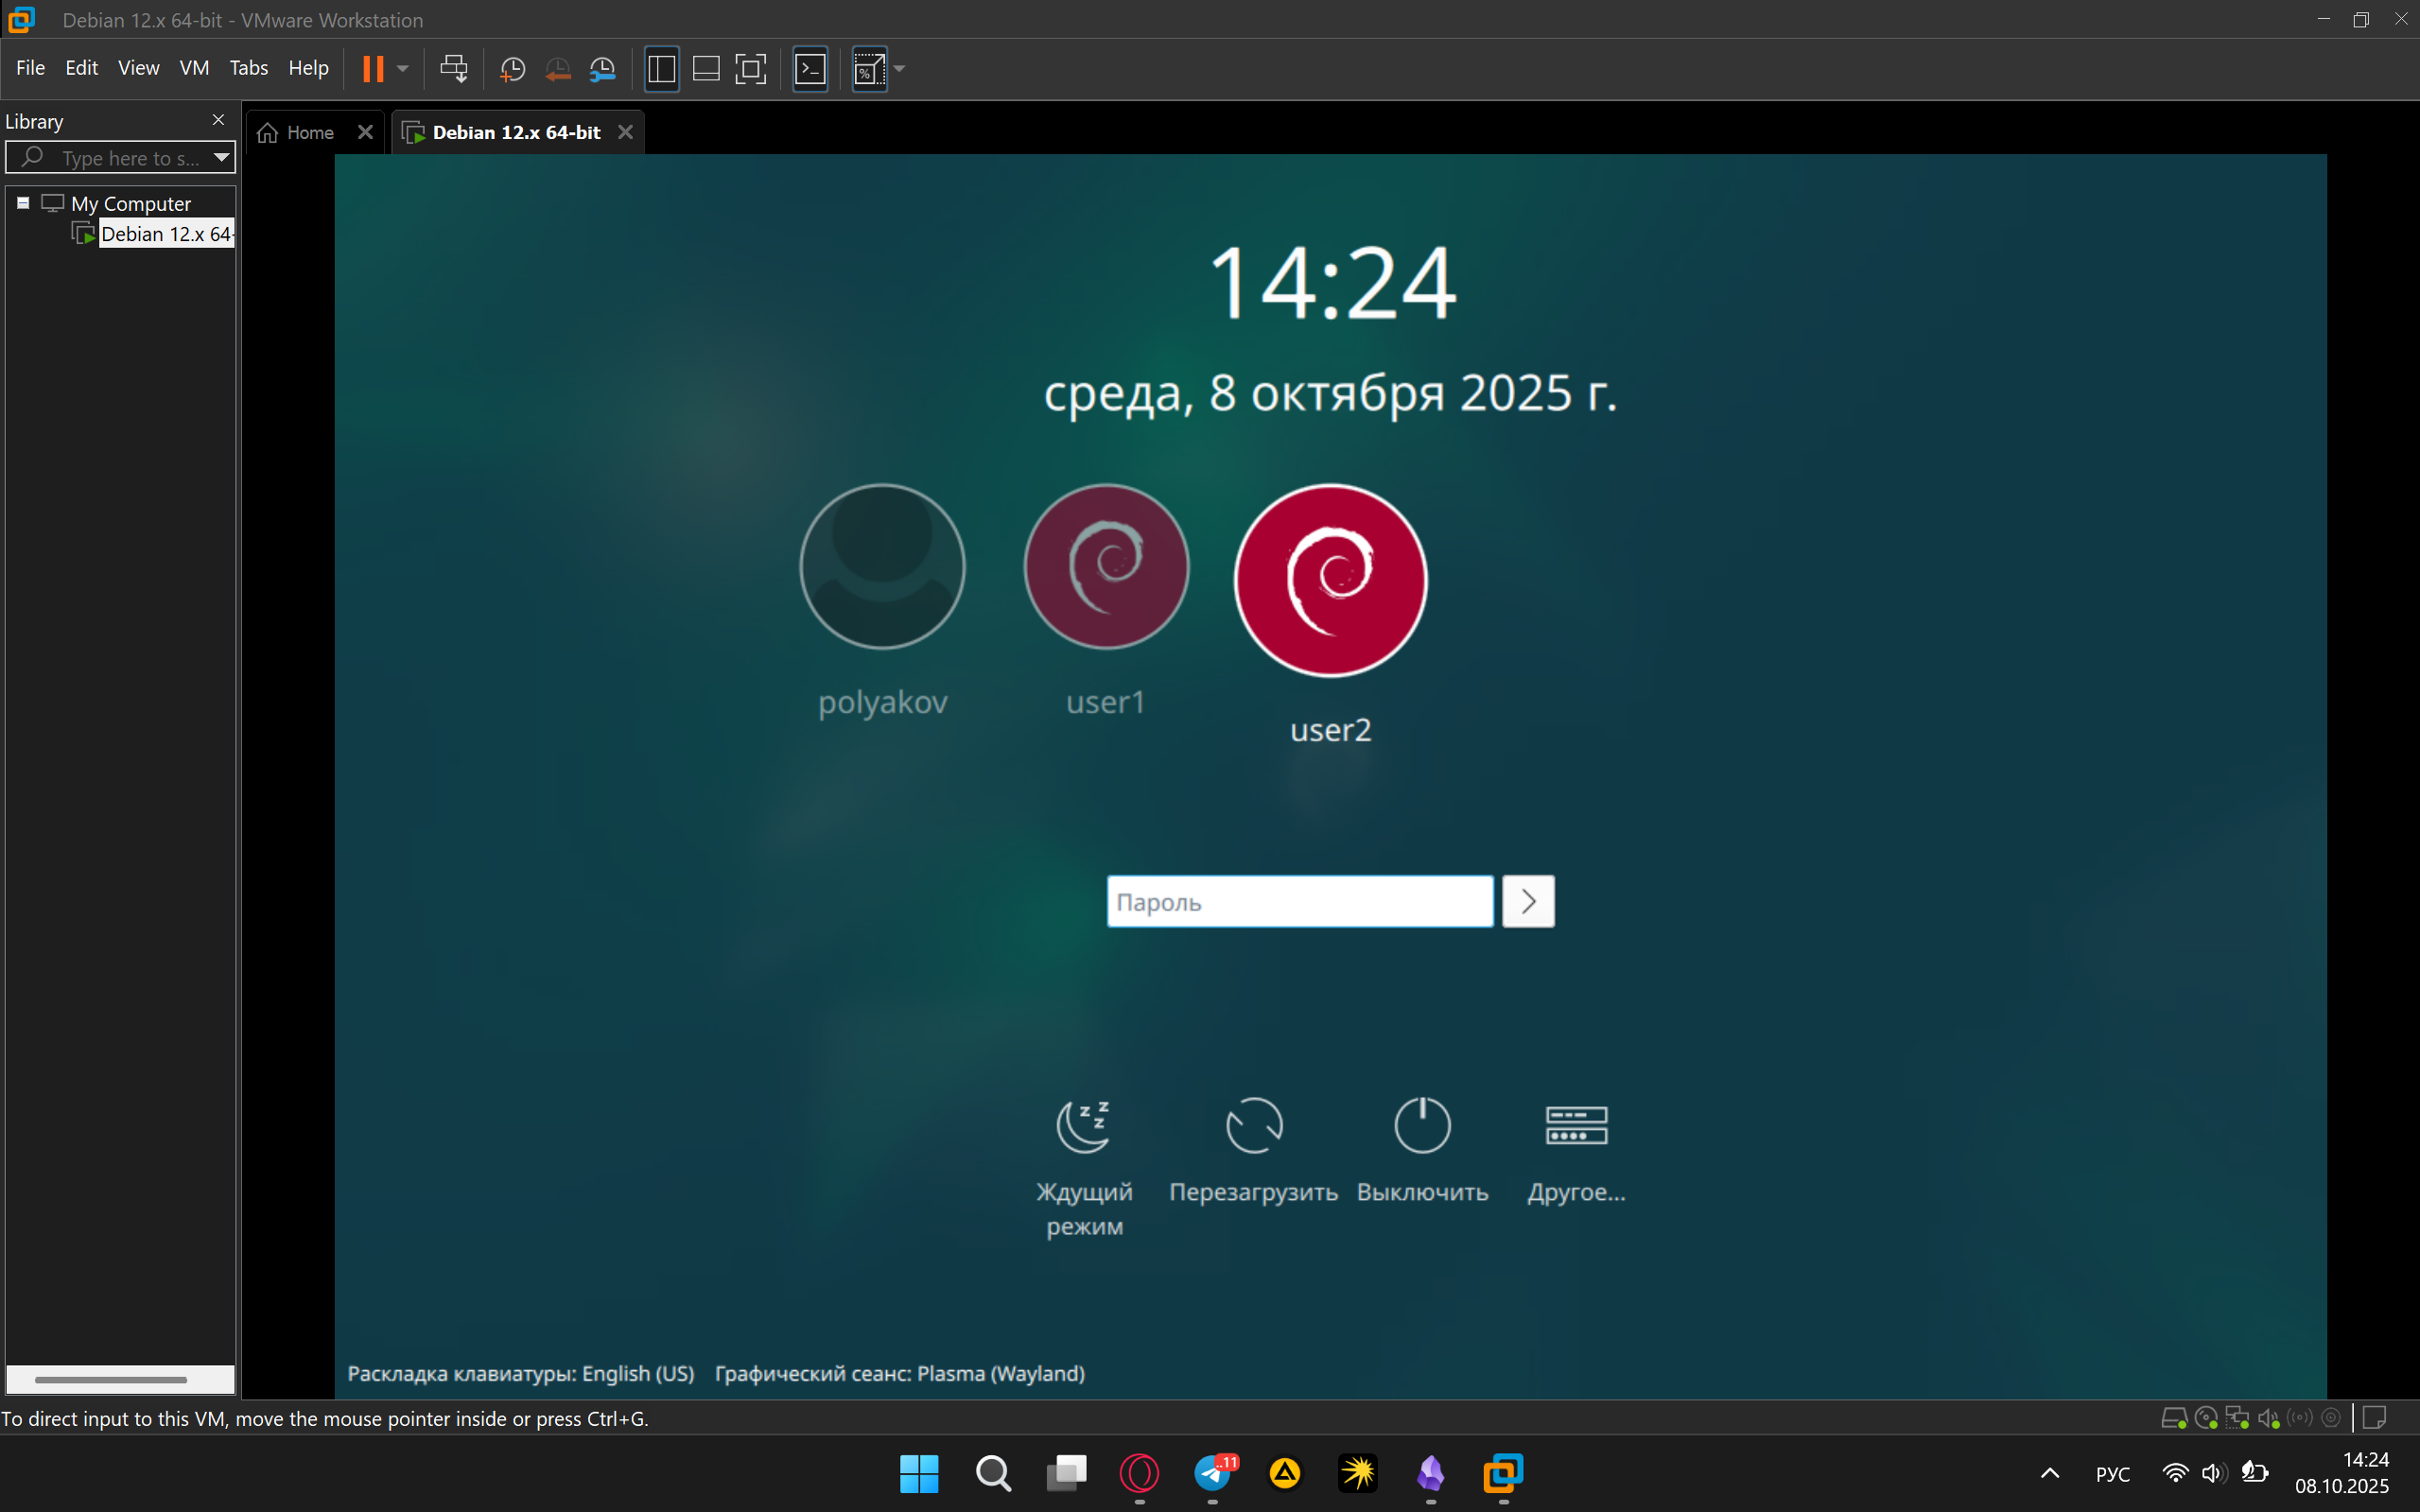 Debian 12.x 64-bit - VMware Workstation
File Edit View VM Tabs Help
Library
Home
Debian 12.x 64-bit
Type here to s...
My Computer
Debian 12.x 64-
14:24
среда, 8 октября 2025 г.
polyakov
user1
user2
Пароль
z z z
Ждущий режим
Перезагрузить
Выключить
Другое...
Раскладка клавиатуры: English (US) Графический сеанс: Plasma (Wayland)
To direct input to this VM, move the mouse pointer inside or press Ctrl+G.
..11
РУС
14:24
08.10.2025